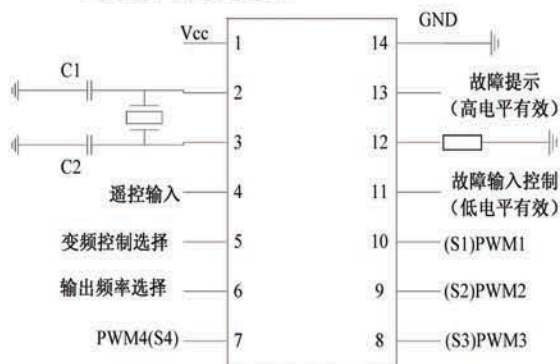 GND
Vcc
1
14
C1
2
13
故障提示
(高电平有效)
3
12
C2
遥控输入
4
11
故障输入控制
(低电平有效)
变频控制选择
5
10
(S1)PWM1
输出频率选择
6
9
(S2)PWM2
PWM4(S4)
7
8
(S3)PWM3